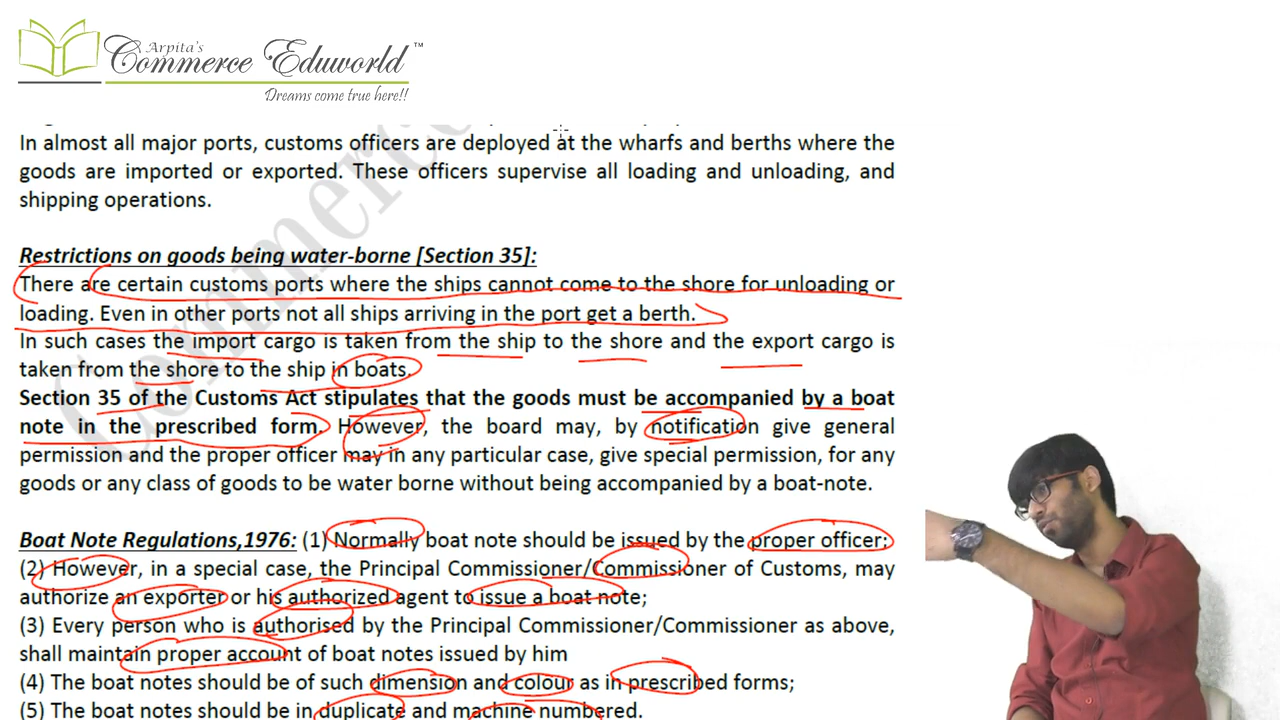 Arpita's
Commerce Eduworld™
Dreams come true here!!
In almost all major ports, customs officers are deployed at the wharfs and berths where the
goods are imported or exported. These officers supervise all loading and unloading, and
shipping operations.
Restrictions on goods being water-borne [Section 35]:
There are certain customs ports where the ships cannot come to the shore for unloading or
loading. Even in other ports not all ships arriving in the port get a berth.
In such cases the import cargo is taken from the ship to the shore and the export cargo is
taken from the shore to the ship in boats.
Section 35 of the Customs Act stipulates that the goods must be accompanied by a boat
note in the prescribed form. However, the board may, by notification give general
permission and the proper officer may in any particular case, give special permission, for any
goods or any class of goods to be water borne without being accompanied by a boat-note.
Boat Note Regulations,1976: (1) Normally boat note should be issued by the proper officer;
(2) However, in a special case, the Principal Commissioner/Commissioner of Customs, may
authorize an exporter or his authorized agent to issue a boat note;
(3) Every person who is authorised by the Principal Commissioner/Commissioner as above,
shall maintain proper account of boat notes issued by him
(4) The boat notes should be of such dimension and colour as in prescribed forms;
(5) The boat notes should be in duplicate and machine numbered.
Commerce